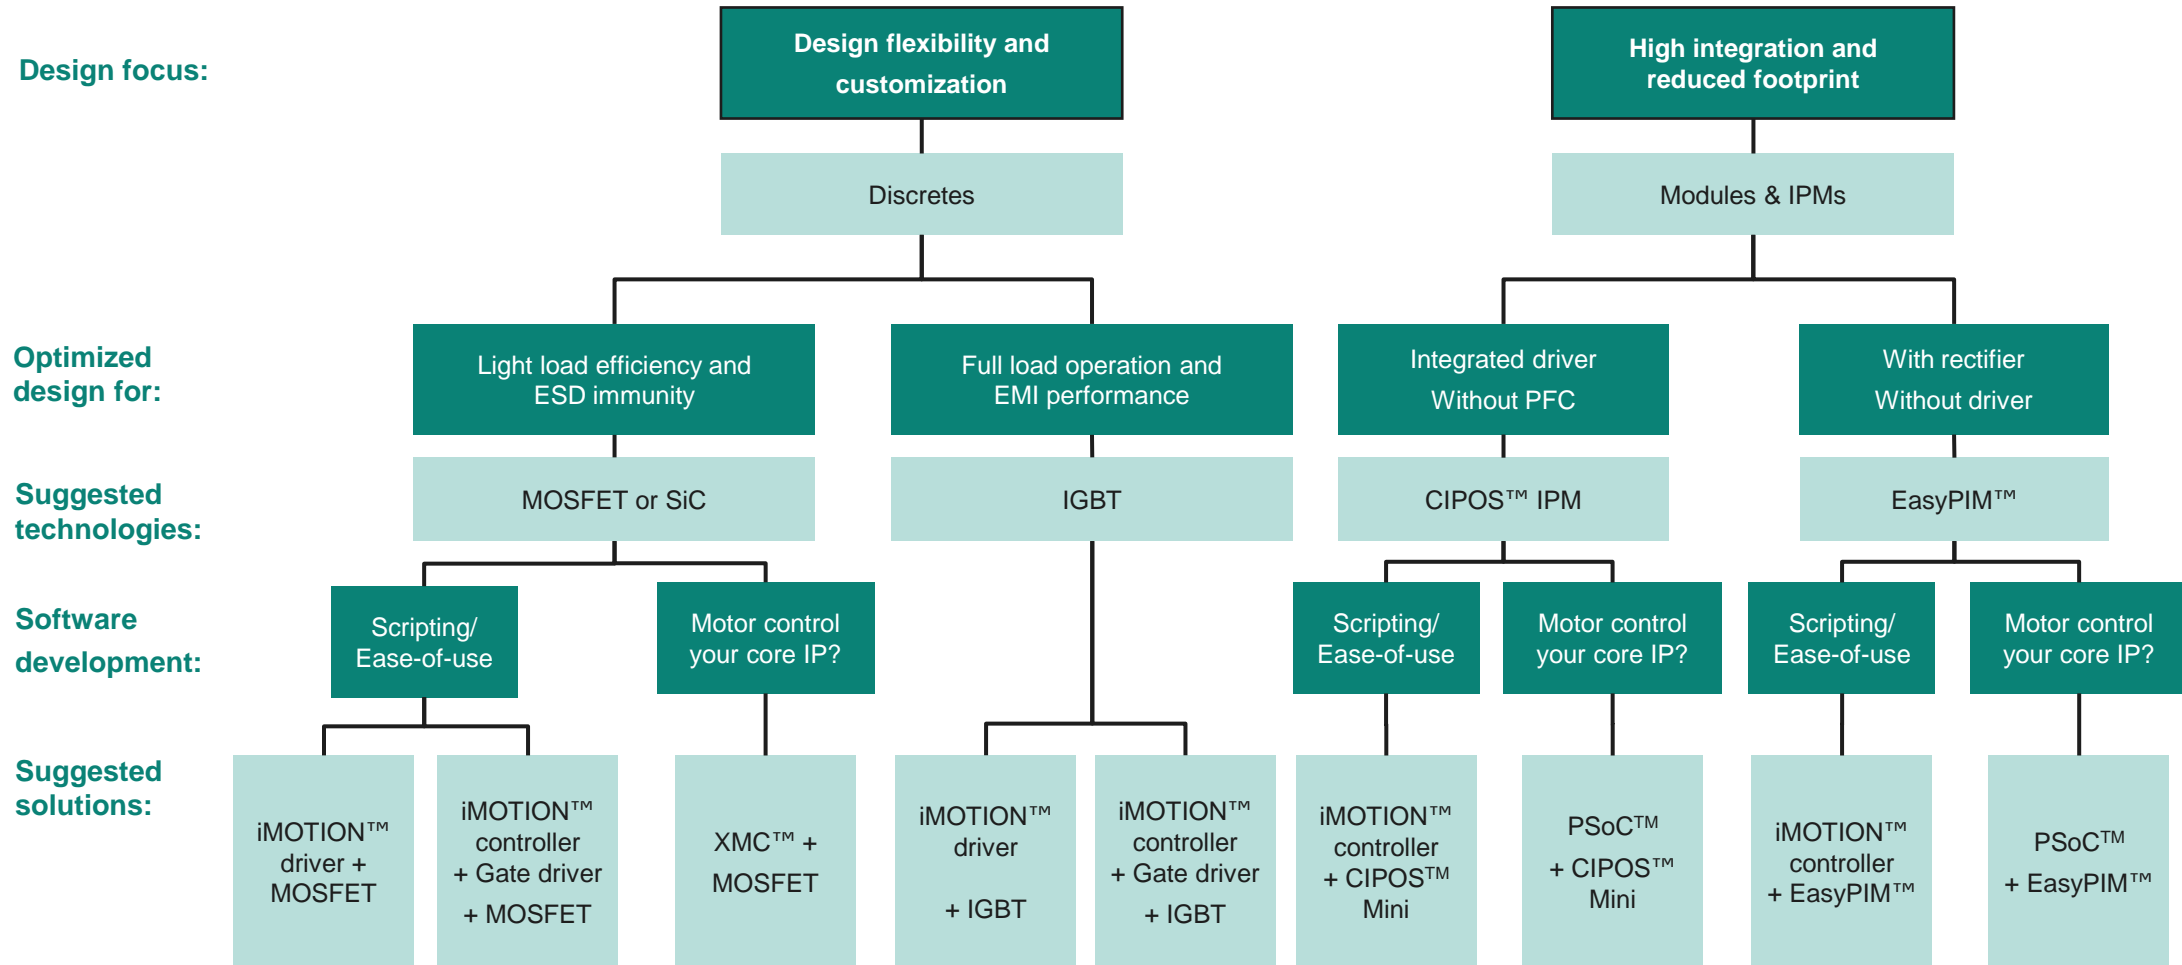 Design focus:
Design flexibility and
customization
High integration and
reduced footprint
Discretes
Modules & IPMs
Optimized
design for:
Light load efficiency and
ESD immunity
Full load operation and
EMI performance
Integrated driver
Without PFC
With rectifier
Without driver
Suggested
technologies:
MOSFET or SiC
IGBT
CIPOS™ IPM
EasyPIM™
Software
development:
Scripting/
Ease-of-use
Motor control
your core IP?
Scripting/
Ease-of-use
Motor control
your core IP?
Scripting/
Ease-of-use
Motor control
your core IP?
Suggested
solutions:
iMOTION™
driver +
MOSFET
iMOTION™
controller
+ Gate driver
+ MOSFET
XMC™ +
MOSFET
iMOTION™
driver
+ IGBT
iMOTION™
controller
+ Gate driver
+ IGBT
iMOTION™
controller
+ CIPOS™
Mini
PSoC™
+ CIPOS™
Mini
iMOTION™
controller
+ EasyPIM™
PSoC™
+ EasyPIM™